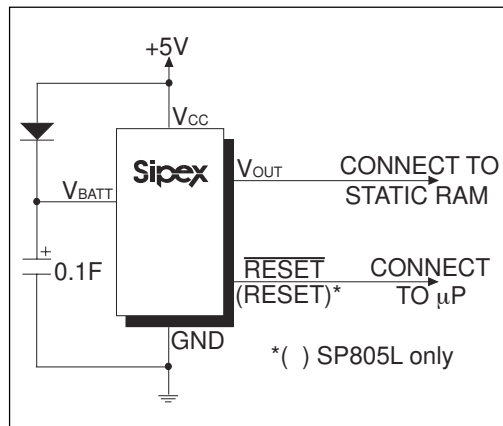 +5V
VCC
Sipex
VOUT
CONNECT TO
STATIC RAM
VBATT
+
0.1F
RESET
(RESET)*
CONNECT
TO μP
GND
*( ) SP805L only